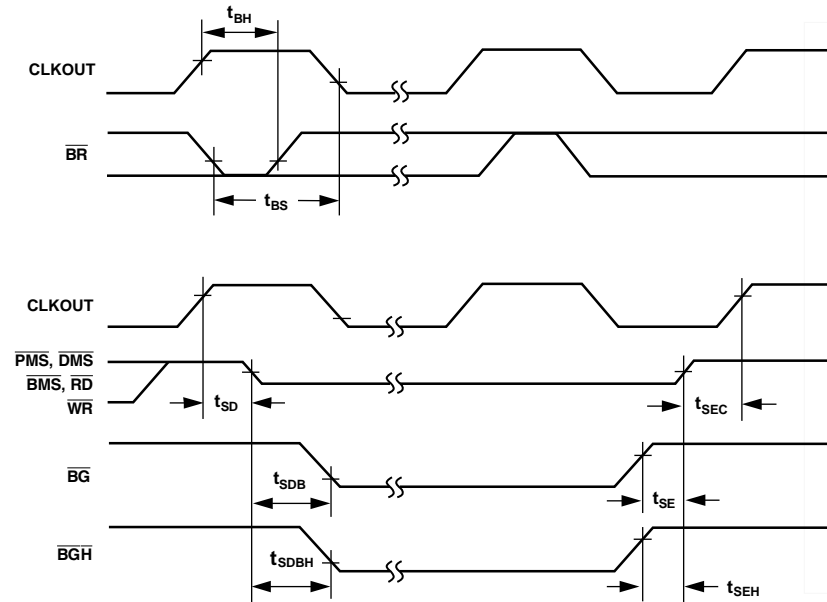 tBH
CLKOUT
BR
tBS
CLKOUT
PMS, DMS
BMS, RD
WR
tSD
tSEC
BG
tSDB
tSE
BGH
tSDBH
tSEH